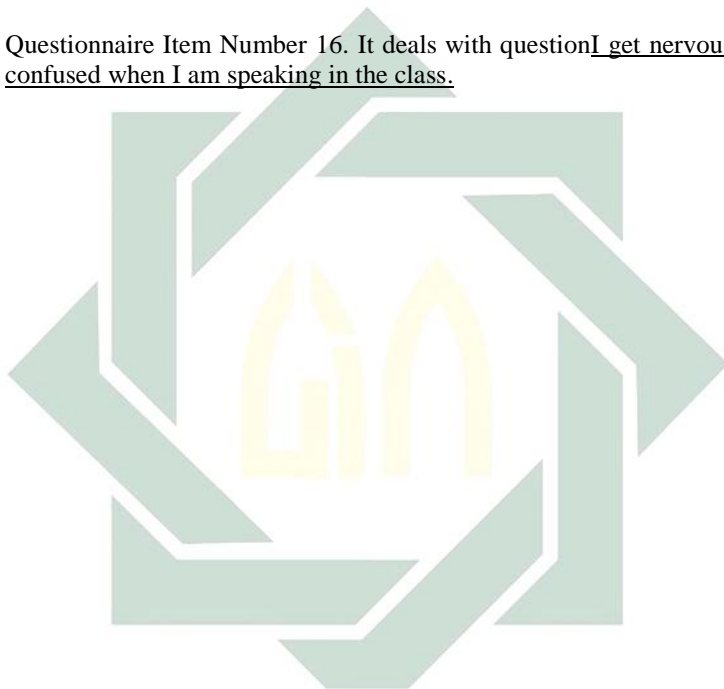 Questionnaire Item Number 16. It deals with questionI get nervou
confused when I am speaking in the class.